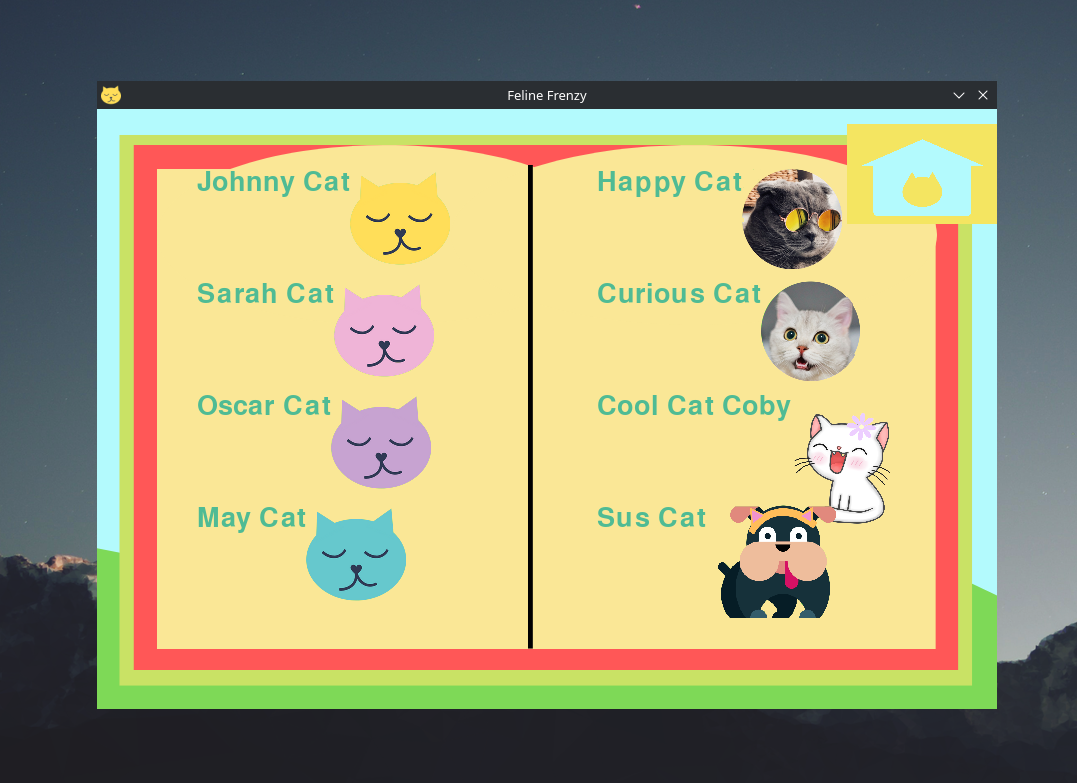 Feline Frenzy
Johnny Cat
Sarah Cat
Oscar Cat
May Cat
Happy Cat
Curious Cat
Cool Cat Coby
Sus Cat